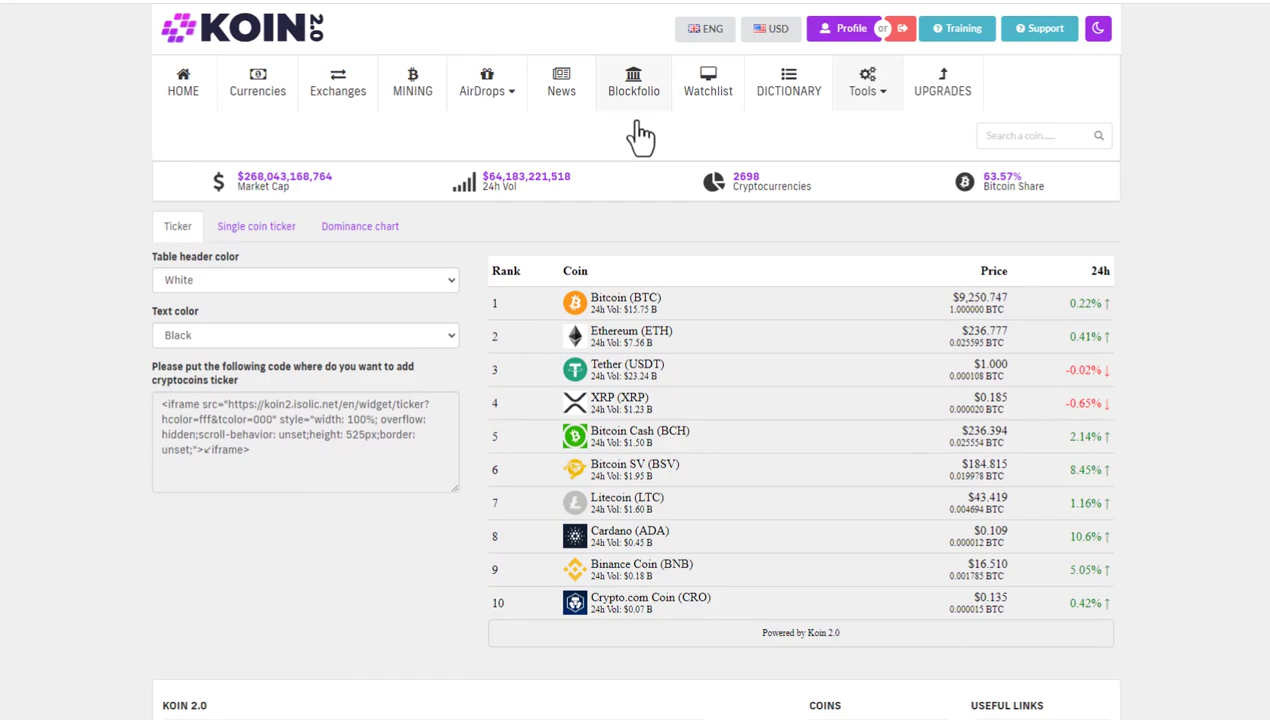 KOIN 2.0
ENG
USD
Profile
or
Training
Support
HOME
Currencies
Exchanges
MINING
AirDrops
News
Blockfolio
Watchlist
DICTIONARY
Tools
UPGRADES
Search a coin......
$268,043,168,764
Market Cap
$64,183,221,518
24h Vol
2698
Cryptocurrencies
63.57%
Bitcoin Share
Ticker
Single coin ticker
Dominance chart
Table header color
White
Text color
Black
Please put the following code where do you want to add
cryptocoins ticker
<iframe src="https://koin2.isolic.net/en/widget/ticker?
hcolor=fff&tcolor=000" style="width: 100%; overflow:
hidden;scroll-behavior: unset;height: 525px;border:
unset;">↙iframe>
Rank Coin Price 24h
1 Bitcoin (BTC) $9,250.747 0.22% ↑
24h Vol: $15.75 B 1.000000 BTC
2 Ethereum (ETH) $236.777 0.41% ↑
24h Vol: $7.56 B 0.025595 BTC
3 Tether (USDT) $1.000 -0.02% ↓
24h Vol: $23.24 B 0.000108 BTC
4 XRP (XRP) $0.185 -0.65% ↓
24h Vol: $1.23 B 0.000020 BTC
5 Bitcoin Cash (BCH) $236.394 2.14% ↑
24h Vol: $1.50 B 0.025554 BTC
6 Bitcoin SV (BSV) $184.815 8.45% ↑
24h Vol: $1.95 B 0.019978 BTC
7 Litecoin (LTC) $43.419 1.16% ↑
24h Vol: $1.60 B 0.004694 BTC
8 Cardano (ADA) $0.109 10.6% ↑
24h Vol: $0.45 B 0.000012 BTC
9 Binance Coin (BNB) $16.510 5.05% ↑
24h Vol: $0.18 B 0.001785 BTC
10 Crypto.com Coin (CRO) $0.135 0.42% ↑
24h Vol: $0.07 B 0.000015 BTC
Powered by Koin 2.0
KOIN 2.0
COINS
USEFUL LINKS